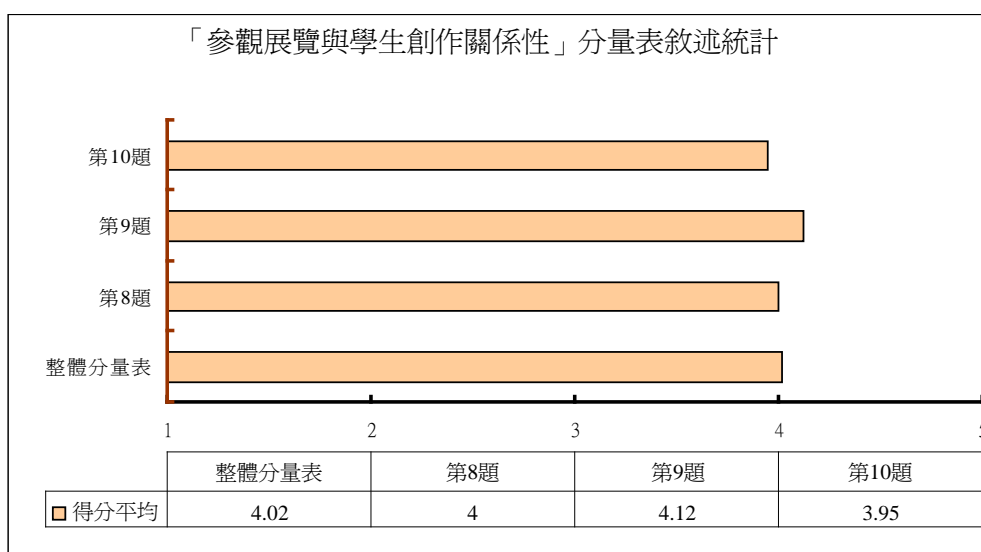 「參觀展覽與學生創作關係性」分量表敘述統計
第10題
第9題
第8題
整體分量表
1 2 3 4 5
整體分量表 第8題 第9題 第10題
得分平均 4.02 4 4.12 3.95